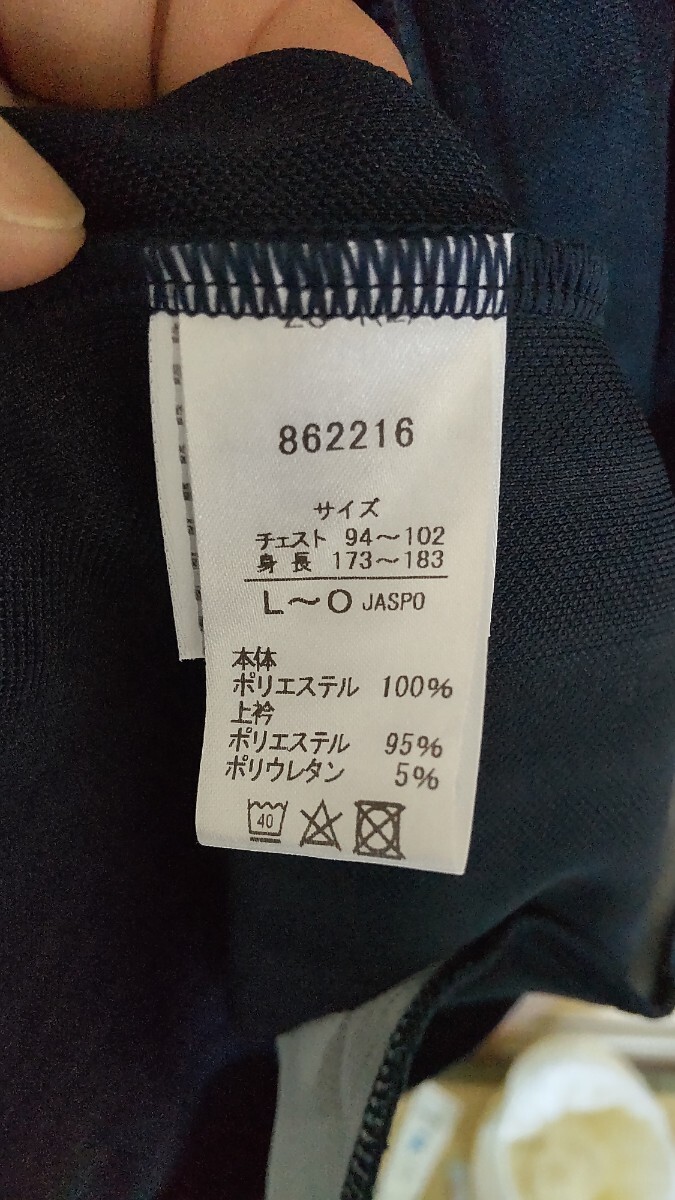 862216
サイズ
チェスト 94～102
身長 173～183
L～O JASPO
本体
ポリエステル 100%
上衿
ポリエステル 95%
ポリウレタン 5%
40